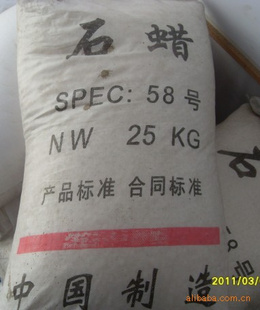 石蜡
SPEC: 58号
NW 25 KG
产品标准 合同标准
中国制造
石
2011/03/
alibaba.com.cn